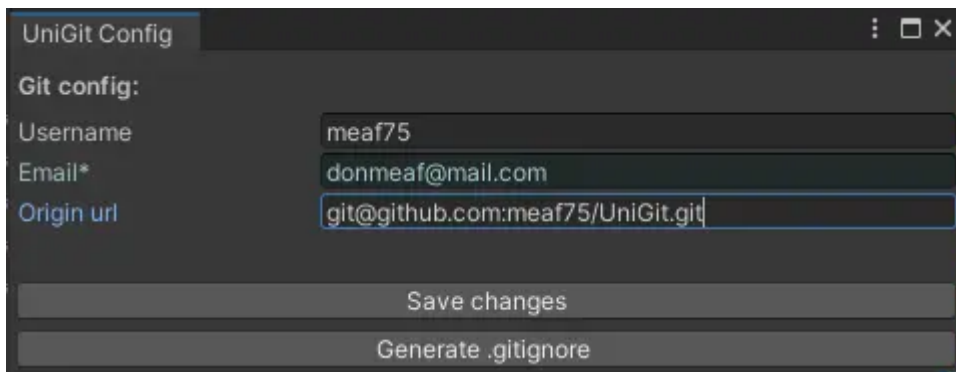 UniGit Config
Git config:
Username meaf75
Email* donmeaf@mail.com
Origin url git@github.com:meaf75/UniGit.git
Save changes
Generate .gitignore